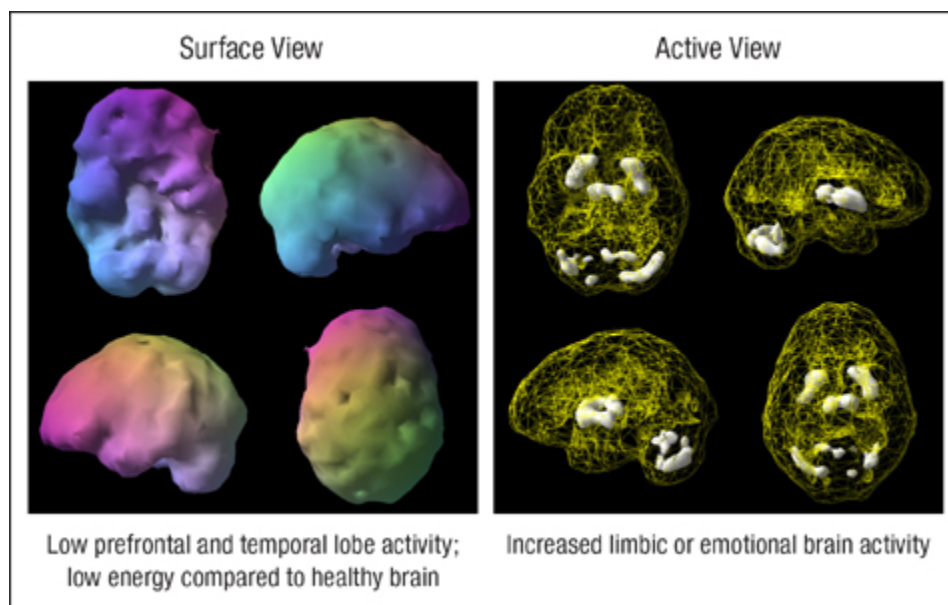 Surface View
Active View
Low prefrontal and temporal lobe activity;
low energy compared to healthy brain
Increased limbic or emotional brain activity